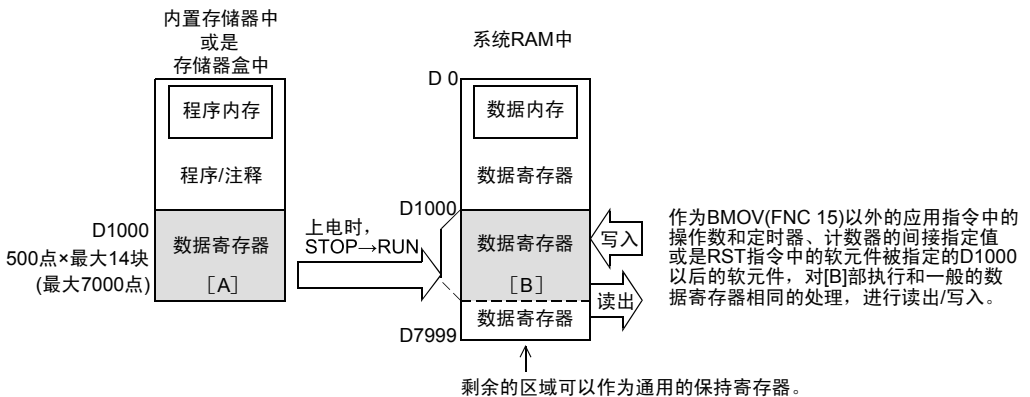 内置存储器中
或是
存储器盒中
程序内存
程序/注释
D1000
500点×最大14块
(最大7000点)
数据寄存器
［A］
上电时，
STOP→RUN
系统RAM中
D 0
数据内存
数据寄存器
D1000
数据寄存器
［B］
数据寄存器
D7999
写入
读出
作为BMOV(FNC 15)以外的应用指令中的
操作数和定时器、计数器的间接指定值
或是RST指令中的软元件被指定的D1000
以后的软元件，对[B]部执行和一般的数
据寄存器相同的处理，进行读出/写入。
剩余的区域可以作为通用的保持寄存器。